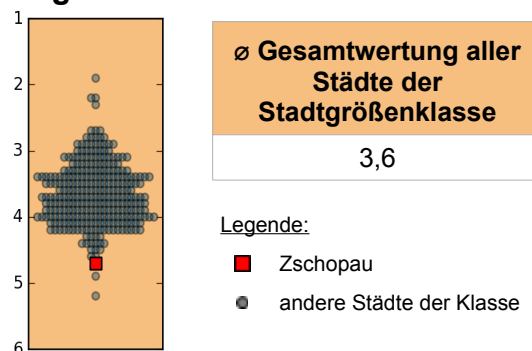 1
2
3
4
5
6
⌀ Gesamtwertung aller
Städte der
Stadtgrößenklasse
3,6
Legende:
Zschopau
andere Städte der Klasse